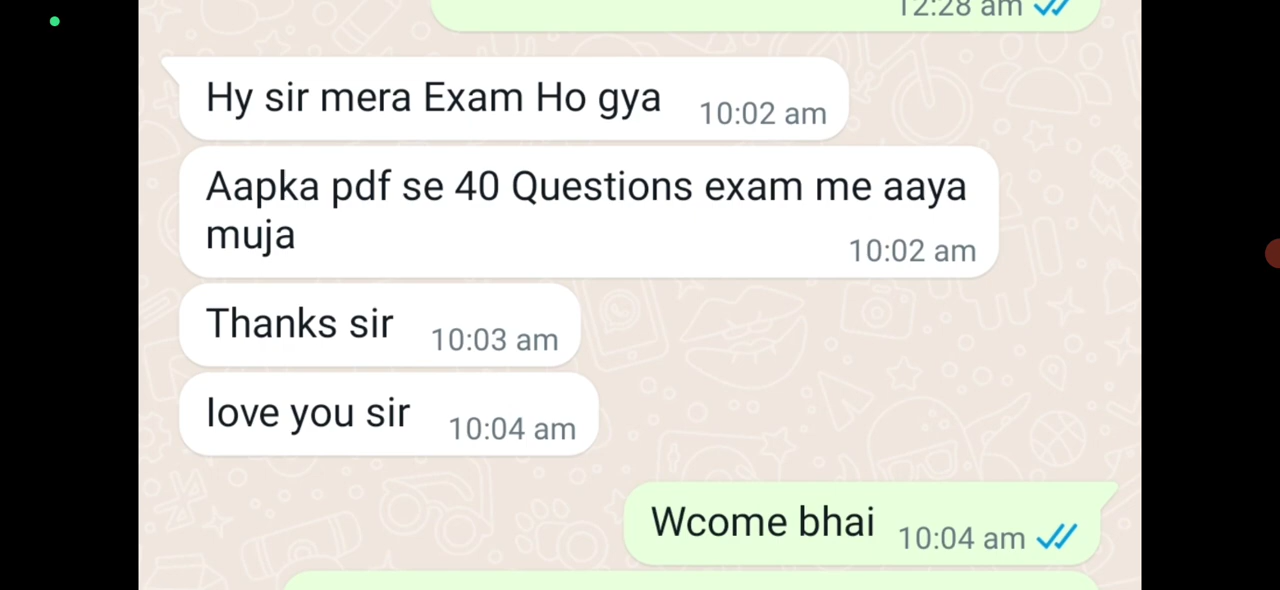 12:28 am
Hy sir mera Exam Ho gya 10:02 am
Aapka pdf se 40 Questions exam me aaya
muja 10:02 am
Thanks sir 10:03 am
love you sir 10:04 am
Wcome bhai 10:04 am